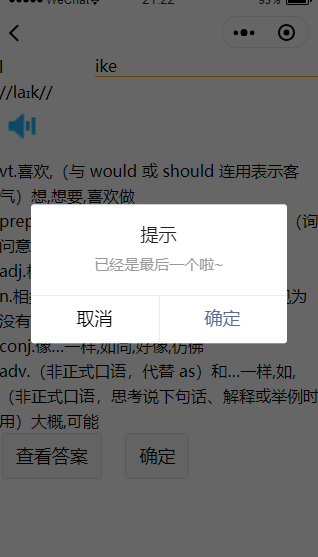 WeChat 21:22 95%
l ike
//laɪk//
vt.喜欢,（与 would 或 should 连用表示客
气）想,想要,喜欢做
prep （询
问意
adj.
n.相 为
没有
提示
已经是最后一个啦~
取消 确定
conj.像...一样,如同,好像,仿佛
adv.（非正式口语，代替 as）和...一样,如,
（非正式口语，思考说下句话、解释或举例时
用）大概,可能
查看答案 确定